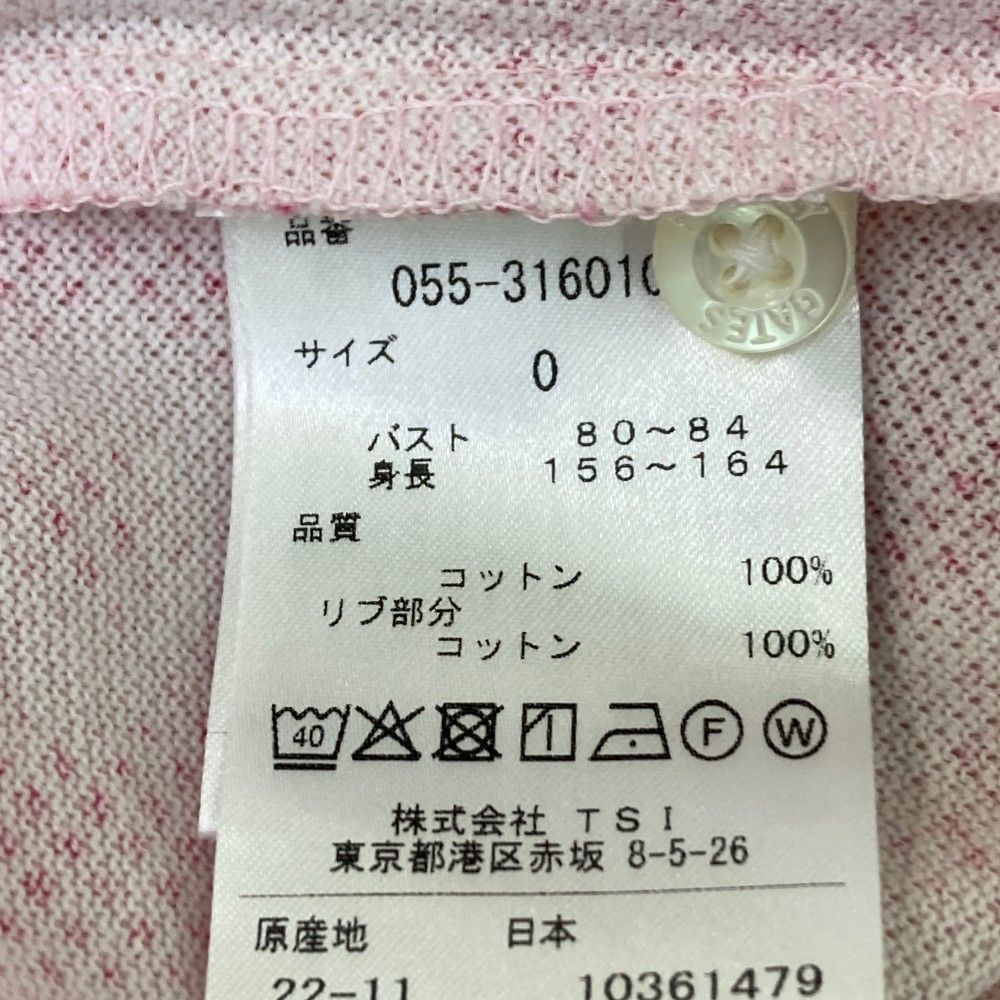 品番
055-316010
GATES
サイズ 0
バスト 80～84
身長 156～164
品質
コットン 100%
リブ部分
コットン 100%
40 F W
株式会社 TSI
東京都港区赤坂 8-5-26
原産地 日本
22-11 10361479